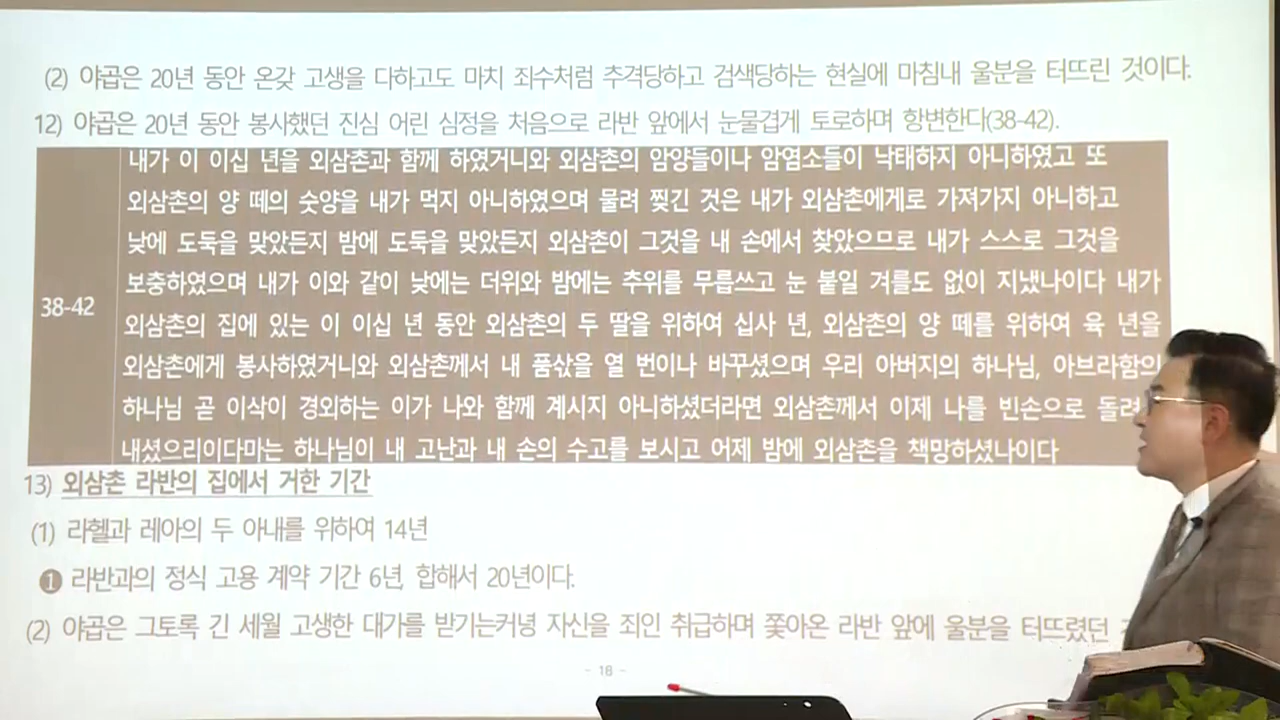 (2) 야곱은 20년 동안 온갖 고생을 다하고도 마치 죄수처럼 추격당하고 검색당하는 현실에 마침내 울분을 터뜨린 것이다.
12) 야곱은 20년 동안 봉사했던 진심 어린 심정을 처음으로 라반 앞에서 눈물겹게 토로하며 항변한다(38-42).
내가 이 이십 년을 외삼촌과 함께 하였거니와 외삼촌의 암양들이나 암염소들이 낙태하지 아니하였고 또
외삼촌의 양 떼의 숫양을 내가 먹지 아니하였으며 물려 찢긴 것은 내가 외삼촌에게로 가져가지 아니하고
낮에 도둑을 맞았든지 밤에 도둑을 맞았든지 외삼촌이 그것을 내 손에서 찾았으므로 내가 스스로 그것을
보충하였으며 내가 이와 같이 낮에는 더위와 밤에는 추위를 무릅쓰고 눈 붙일 겨를도 없이 지냈나이다 내가
38-42
외삼촌의 집에 있는 이 이십 년 동안 외삼촌의 두 딸을 위하여 십사 년, 외삼촌의 양 떼를 위하여 육 년을
외삼촌에게 봉사하였거니와 외삼촌께서 내 품삯을 열 번이나 바꾸셨으며 우리 아버지의 하나님, 아브라함의
하나님 곧 이삭이 경외하는 이가 나와 함께 계시지 아니하셨더라면 외삼촌께서 이제 나를 빈손으로 돌려
내셨으리이다마는 하나님이 내 고난과 내 손의 수고를 보시고 어제 밤에 외삼촌을 책망하셨나이다
13) 외삼촌 라반의 집에서 거한 기간
(1) 라헬과 레아의 두 아내를 위하여 14년
❶ 라반과의 정식 고용 계약 기간 6년, 합해서 20년이다.
(2) 야곱은 그토록 긴 세월 고생한 대가를 받기는커녕 자신을 죄인 취급하며 쫓아온 라반 앞에 울분을 터뜨렸던
- 18 -